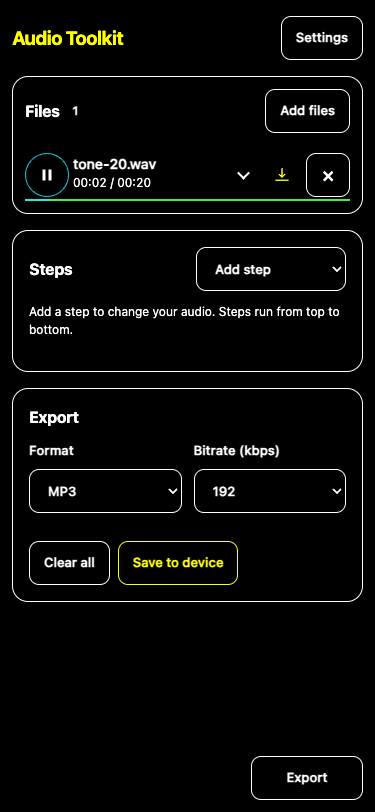 Audio Toolkit
Settings
Files 1
Add files
tone-20.wav
00:02 / 00:20
Steps
Add step
Add a step to change your audio. Steps run from top to
bottom.
Export
Format
Bitrate (kbps)
MP3
192
Clear all
Save to device
Export